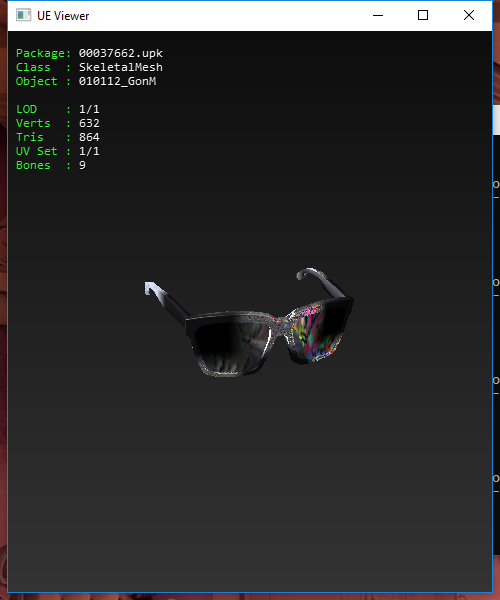 UE Viewer
Package: 00037662.upk
Class  : SkeletalMesh
Object : 010112_GonM
LOD    : 1/1
Verts  : 632
Tris   : 864
UV Set : 1/1
Bones  : 9